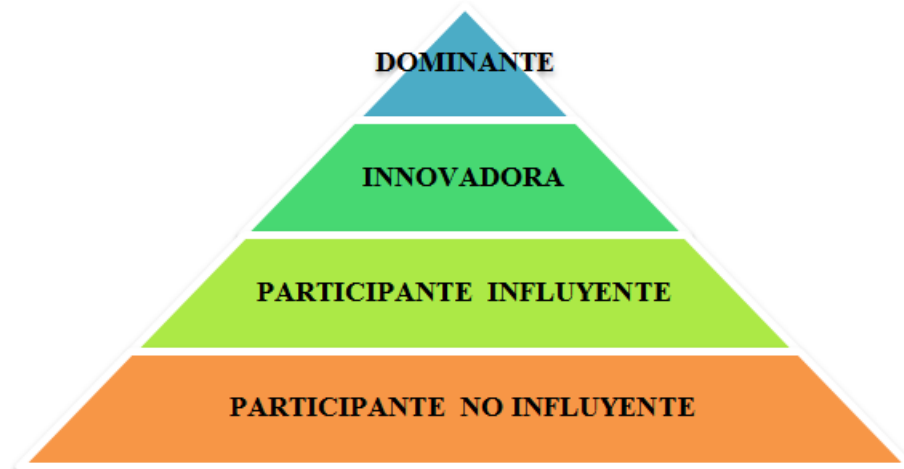 DOMINANTE
INNOVADORA
PARTICIPANTE INFLUYENTE
PARTICIPANTE NO INFLUYENTE